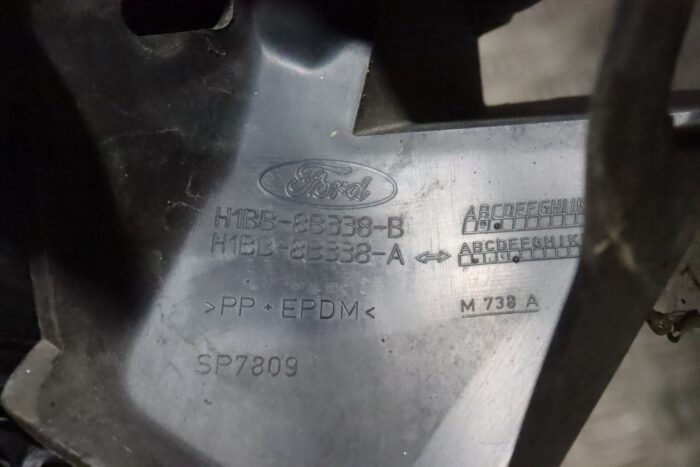 Ford
H1BB-8B338-B
ABCDEFGHIJK
H1BB-8B338-A
ABCDEFGHIJK
>PP+EPDM<
M 738 A
SP7809